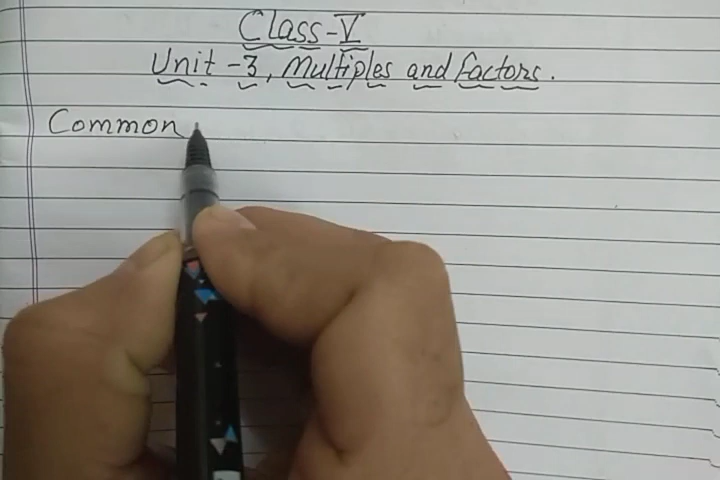 Class-V
Unit-3, Multiples and Factors.
Common